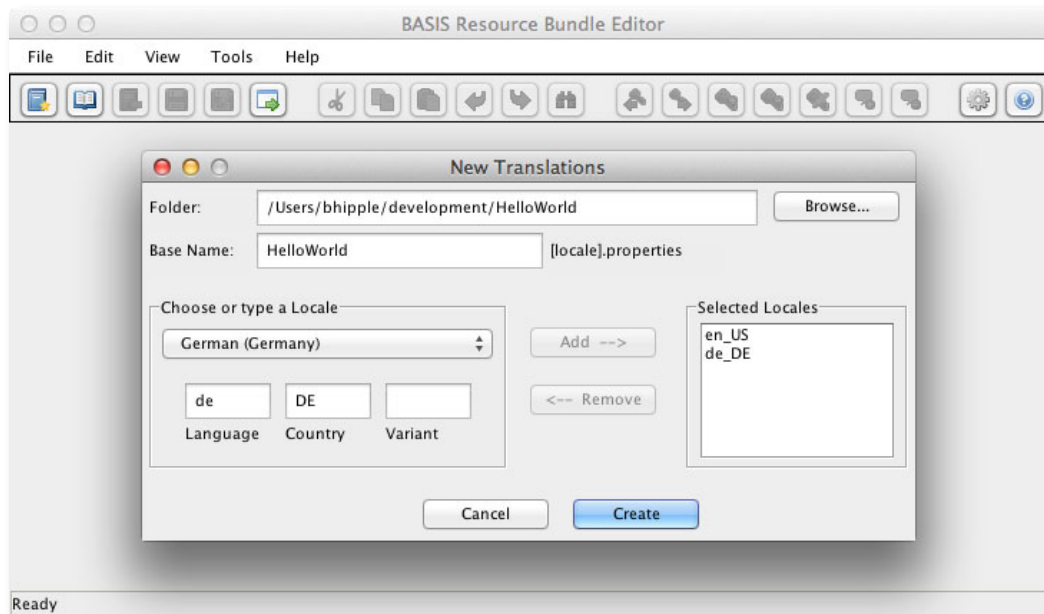 BASIS Resource Bundle Editor
File Edit View Tools Help
New Translations
Folder: /Users/bhipple/development/HelloWorld Browse...
Base Name: HelloWorld [locale].properties
Choose or type a Locale
German (Germany)
de DE
Language Country Variant
Add -->
<-- Remove
Selected Locales
en_US
de_DE
Cancel Create
Ready